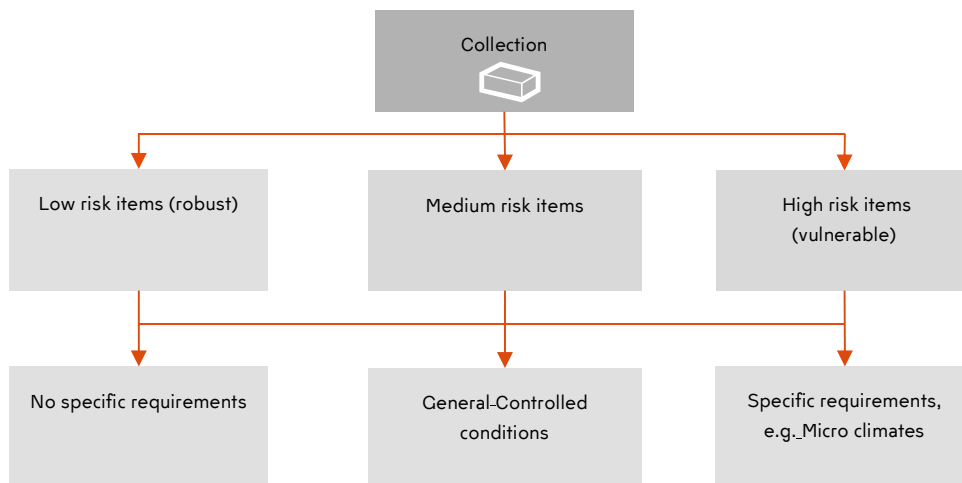 Collection
Low risk items (robust)
Medium risk items
High risk items
(vulnerable)
No specific requirements
General-Controlled
conditions
Specific requirements,
e.g._Micro climates